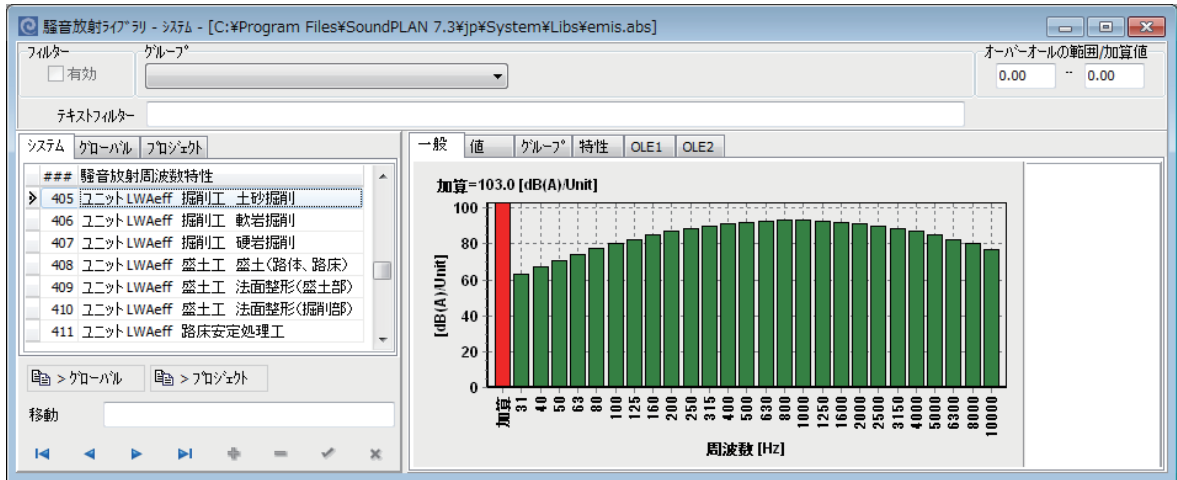 騒音放射ﾗｲﾌﾞﾗﾘ - ｼｽﾃﾑ - [C:¥Program Files¥SoundPLAN 7.3¥jp¥System¥Libs¥emis.abs]
ﾌｨﾙﾀｰ ｸﾞﾙｰﾌﾟ ｵｰﾊﾞｰｵｰﾙの範囲/加算値
有効 0.00 -- 0.00
ﾃｷｽﾄﾌｨﾙﾀｰ
ｼｽﾃﾑ ｸﾞﾛｰﾊﾞﾙ ﾌﾟﾛｼﾞｪｸﾄ
### 騒音放射周波数特性
405 ユニットLWAeff 掘削工 土砂掘削
406 ユニットLWAeff 掘削工 軟岩掘削
407 ユニットLWAeff 掘削工 硬岩掘削
408 ユニットLWAeff 盛土工 盛土(路体、路床)
409 ユニットLWAeff 盛土工 法面整形(盛土部)
410 ユニットLWAeff 盛土工 法面整形(掘削部)
411 ユニットLWAeff 路床安定処理工
> ｸﾞﾛｰﾊﾞﾙ > ﾌﾟﾛｼﾞｪｸﾄ
移動
一般 値 ｸﾞﾙｰﾌﾟ 特性 OLE1 OLE2
加算=103.0 [dB(A)/Unit]
[dB(A)/Unit]
100
80
60
40
20
0
加算 31 40 50 63 80 100 125 160 200 250 315 400 500 630 800 1000 1250 1600 2000 2500 3150 4000 5000 6300 8000 10000
周波数 [Hz]